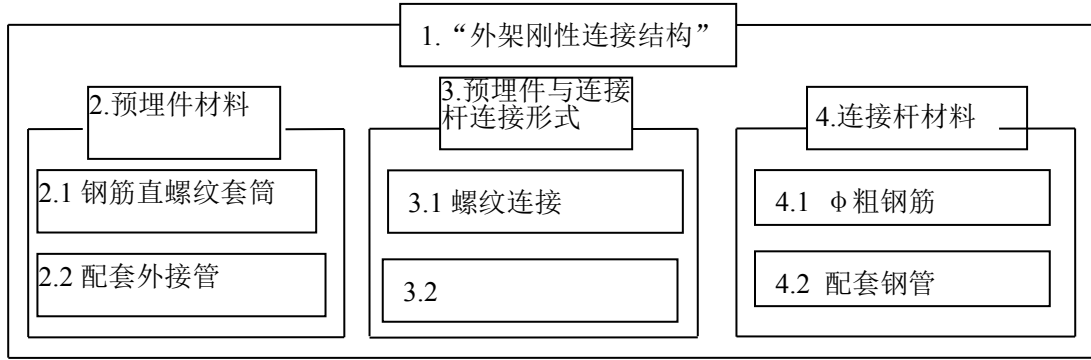 1.“外架刚性连接结构”
2.预埋件材料
2.1 钢筋直螺纹套筒
2.2 配套外接管
3.预埋件与连接
杆连接形式
3.1 螺纹连接
3.2
4.连接杆材料
4.1 ф粗钢筋
4.2 配套钢管